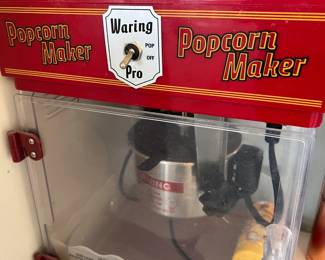 Waring
Popcorn Maker
POP
OFF
Pro
Popcorn Maker